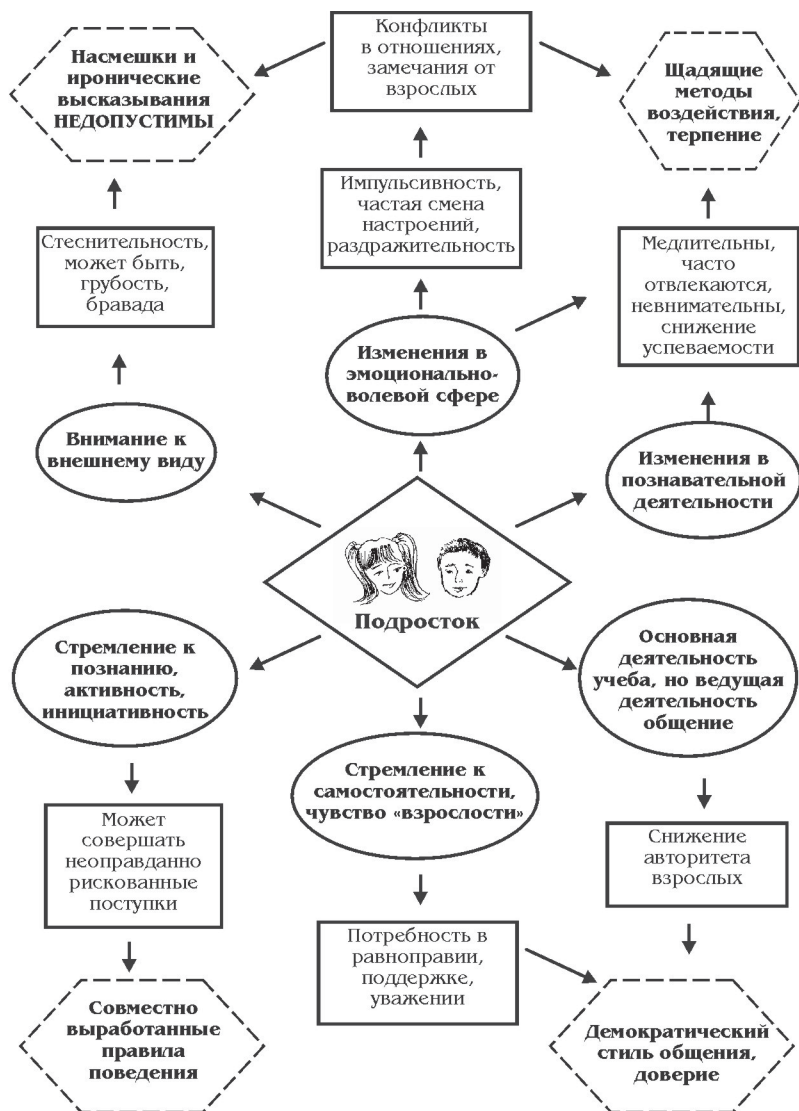 Конфликты
в отношениях,
замечания от
взрослых
Насмешки и
иронические
высказывания
НЕДОПУСТИМЫ
Щадящие
методы
воздействия,
терпение
Импульсивность,
частая смена
настроений,
раздражительность
Стеснительность,
может быть,
грубость,
бравада
Медлительны,
часто
отвлекаются,
невнимательны,
снижение
успеваемости
Изменения в
эмоционально-
волевой сфере
Внимание к
внешнему виду
Изменения в
познавательной
деятельности
Подросток
Стремление к
познанию,
активность,
инициативность
Основная
деятельность
учеба, но ведущая
деятельность
общение
Стремление к
самостоятельности,
чувство «взрослости»
Может
совершать
неоправданно
рискованные
поступки
Снижение
авторитета
взрослых
Потребность в
равноправии,
поддержке,
уважении
Совместно
выработанные
правила
поведения
Демократический
стиль общения,
доверие